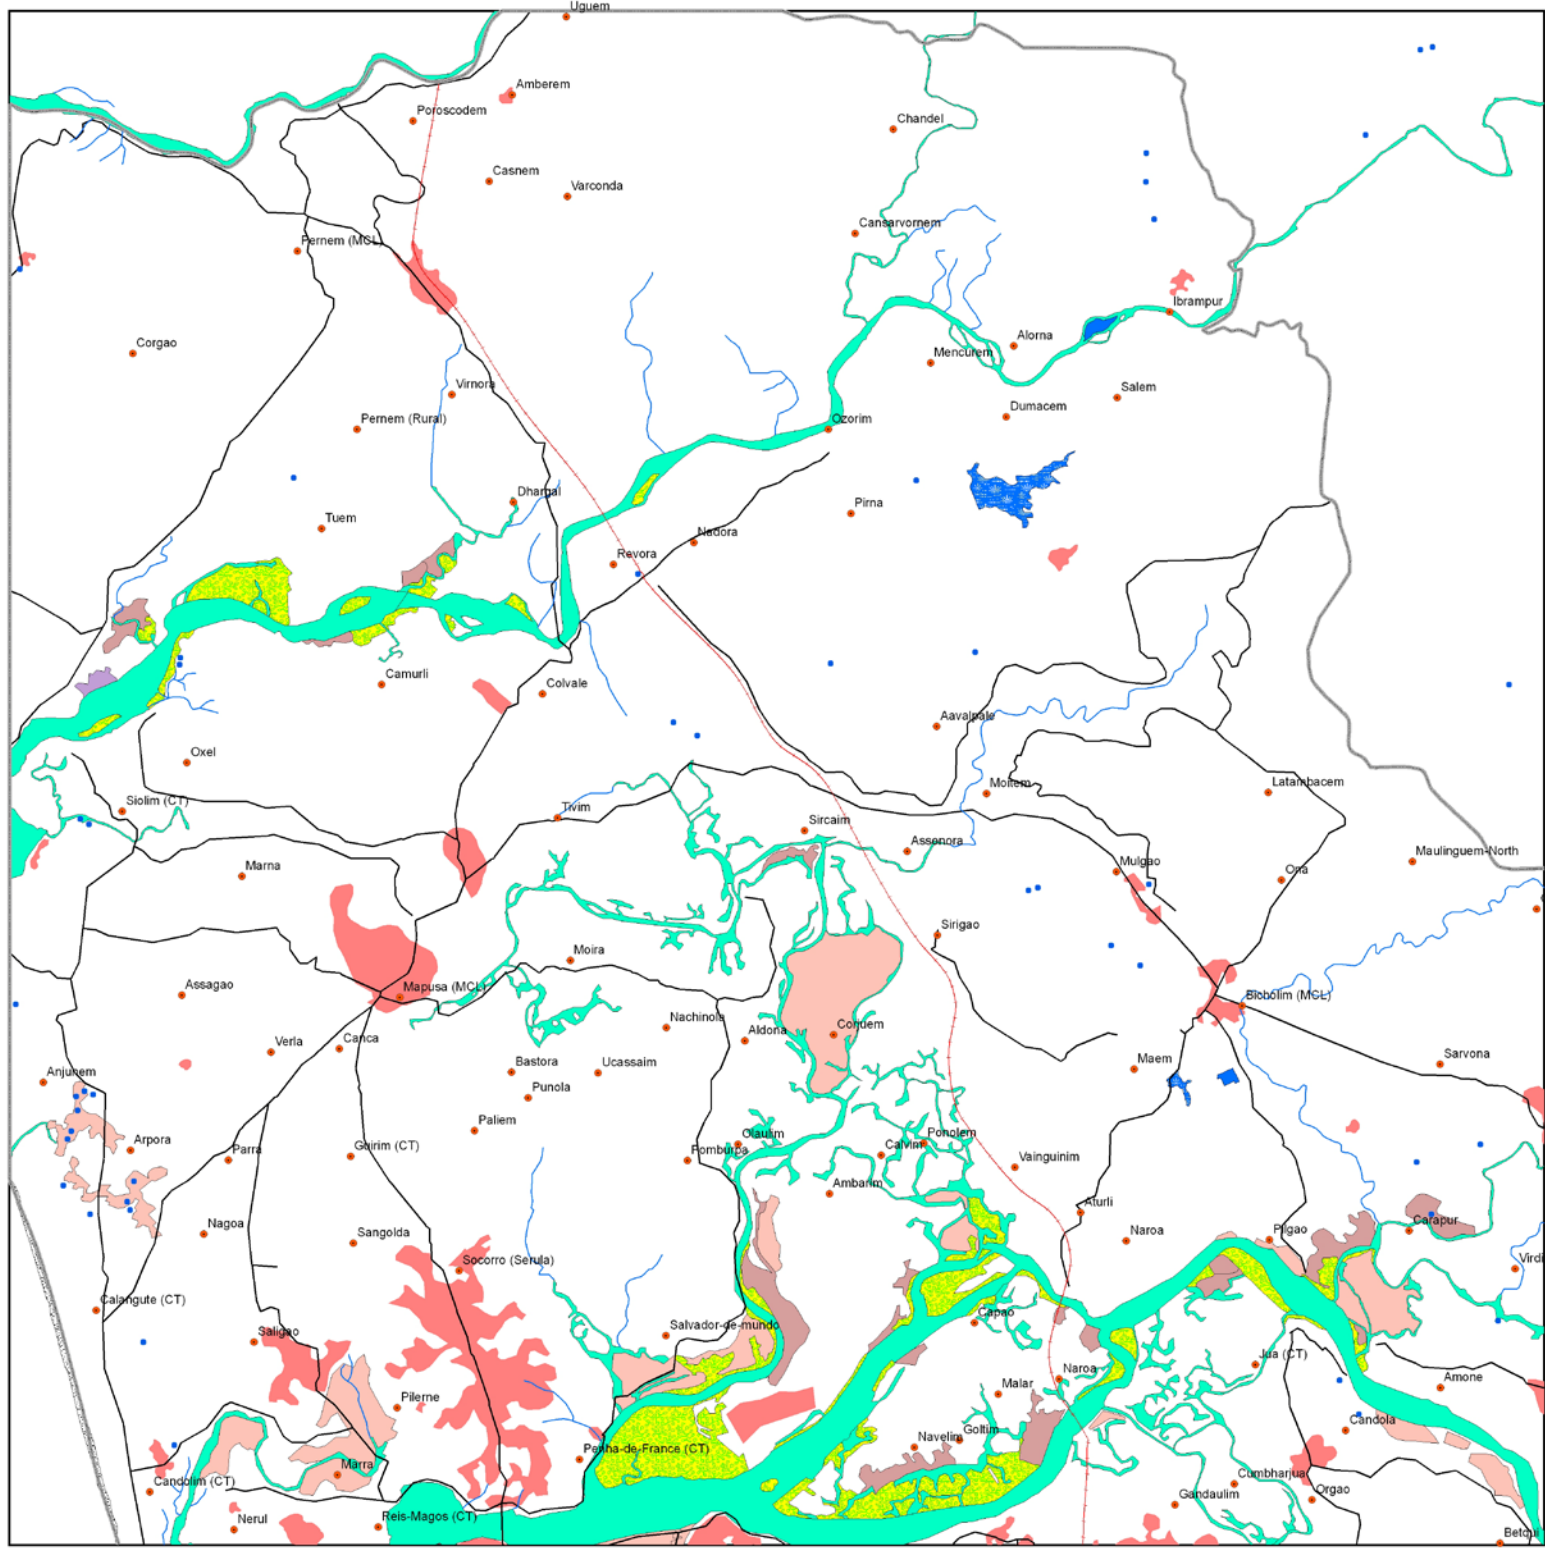 Uguem
Amberem
Poroscodem
Chandel
Casnem
Varconda
Cansarvornem
Pernem (MCL)
Ibrampur
Alorna
Corgao
Mencurem
Virnora
Salem
Dumacem
Pernem (Rural)
Ozorim
Dhargal
Pirna
Tuem
Nadora
Revora
Camurli
Colvale
Aavalpale
Oxel
Moitem
Latambacem
Siolim (CT)
Tivim
Sircaim
Assonora
Maulinguem-North
Marna
Mulgao
Ona
Sirigao
Moira
Assagao
Mapusa (MCL)
Bicholim (MCL)
Nachinola
Aldona
Corjuem
Verla
Canca
Sarvona
Maem
Bastora
Ucassaim
Anjunem
Punola
Paliem
Olaulim
Ponolem
Arpora
Parra
Guirim (CT)
Pomburpa
Calvim
Vainguinim
Ambarim
Aturli
Nagoa
Sangolda
Naroa
Pilgao
Carapur
Socorro (Serula)
Virdi
Calangute (CT)
Capao
Saligao
Salvador-de-mundo
Jua (CT)
Naroa
Malar
Amone
Pilerne
Candola
Navelim
Goltim
Penha-de-France (CT)
Marra
Candolim (CT)
Cumbharjua
Gandaulim
Orgao
Nerul
Reis-Magos (CT)
Betqui